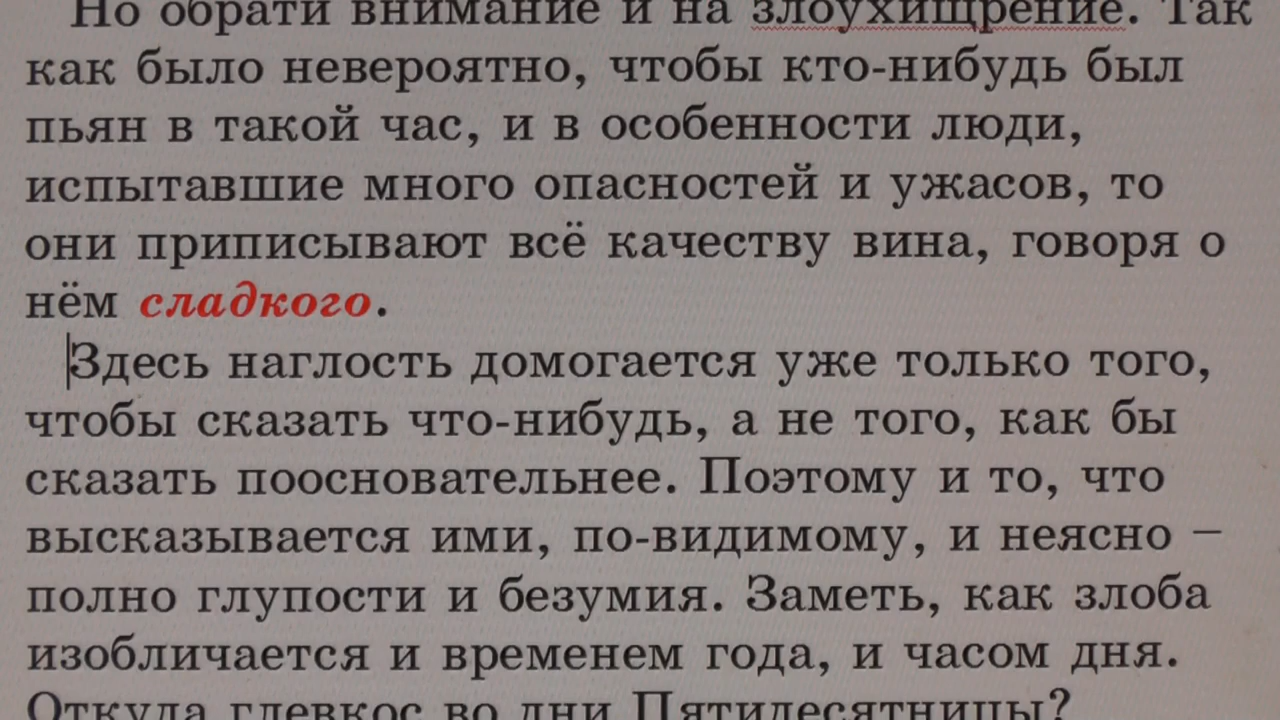 Но обрати внимание и на злоухищрение. Так
как было невероятно, чтобы кто-нибудь был
пьян в такой час, и в особенности люди,
испытавшие много опасностей и ужасов, то
они приписывают всё качеству вина, говоря о
нём сладкого.
Здесь наглость домогается уже только того,
чтобы сказать что-нибудь, а не того, как бы
сказать поосновательнее. Поэтому и то, что
высказывается ими, по-видимому, и неясно –
полно глупости и безумия. Заметь, как злоба
изобличается и временем года, и часом дня.
Откуда глевкос во дни Пятидесятницы?